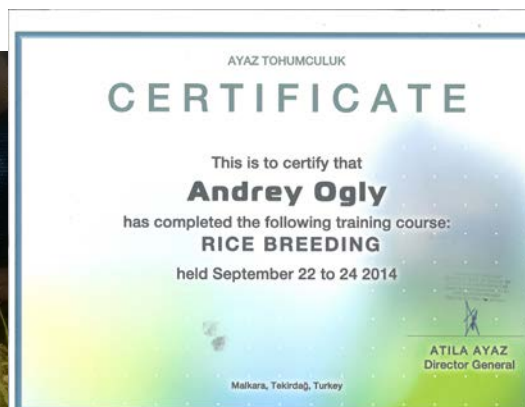 AYAZ TOHUMCULUK
CERTIFICATE
This is to certify that
Andrey Ogly
has completed the following training course:
RICE BREEDING
held September 22 to 24 2014
ATILA AYAZ
Director General
Malkara, Tekirdağ, Turkey